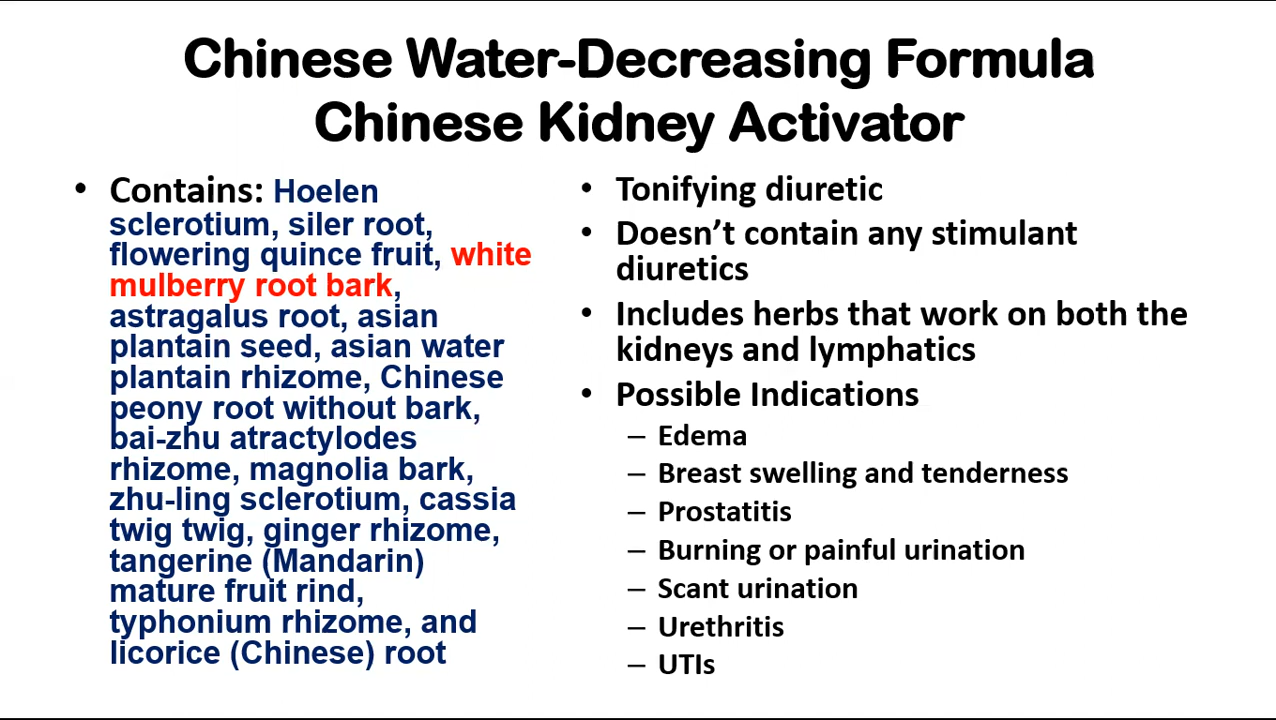 Chinese Water-Decreasing Formula
Chinese Kidney Activator
• Contains: Hoelen
sclerotium, siler root,
flowering quince fruit, white
mulberry root bark,
astragalus root, asian
plantain seed, asian water
plantain rhizome, Chinese
peony root without bark,
bai-zhu atractylodes
rhizome, magnolia bark,
zhu-ling sclerotium, cassia
twig twig, ginger rhizome,
tangerine (Mandarin)
mature fruit rind,
typhonium rhizome, and
licorice (Chinese) root
• Tonifying diuretic
• Doesn’t contain any stimulant
diuretics
• Includes herbs that work on both the
kidneys and lymphatics
• Possible Indications
– Edema
– Breast swelling and tenderness
– Prostatitis
– Burning or painful urination
– Scant urination
– Urethritis
– UTIs